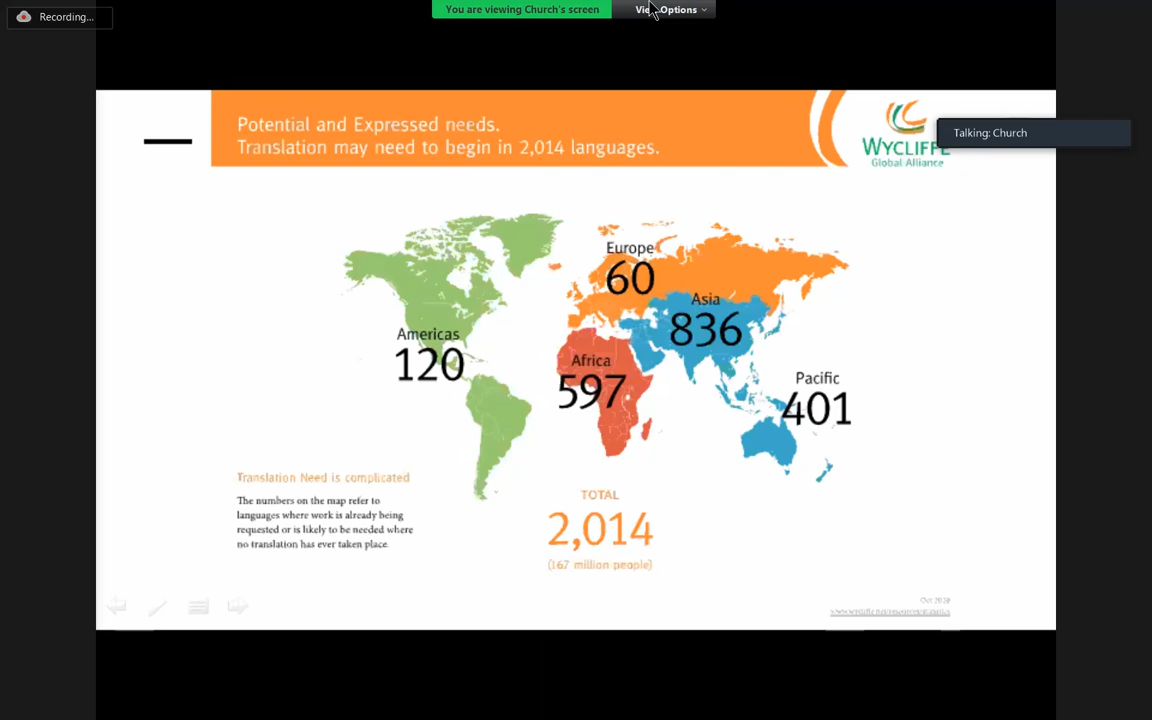 Recording...
You are viewing Church's screen
View Options
Potential and Expressed needs.
Translation may need to begin in 2,014 languages.
WYCLIFFE
Global Alliance
Talking: Church
Europe
60
Asia
836
Americas
120
Africa
597
Pacific
401
Translation Need is complicated
The numbers on the map refer to
languages where work is already being
requested or is likely to be needed where
no translation has ever taken place.
TOTAL
2,014
(167 million people)
Oct 2020